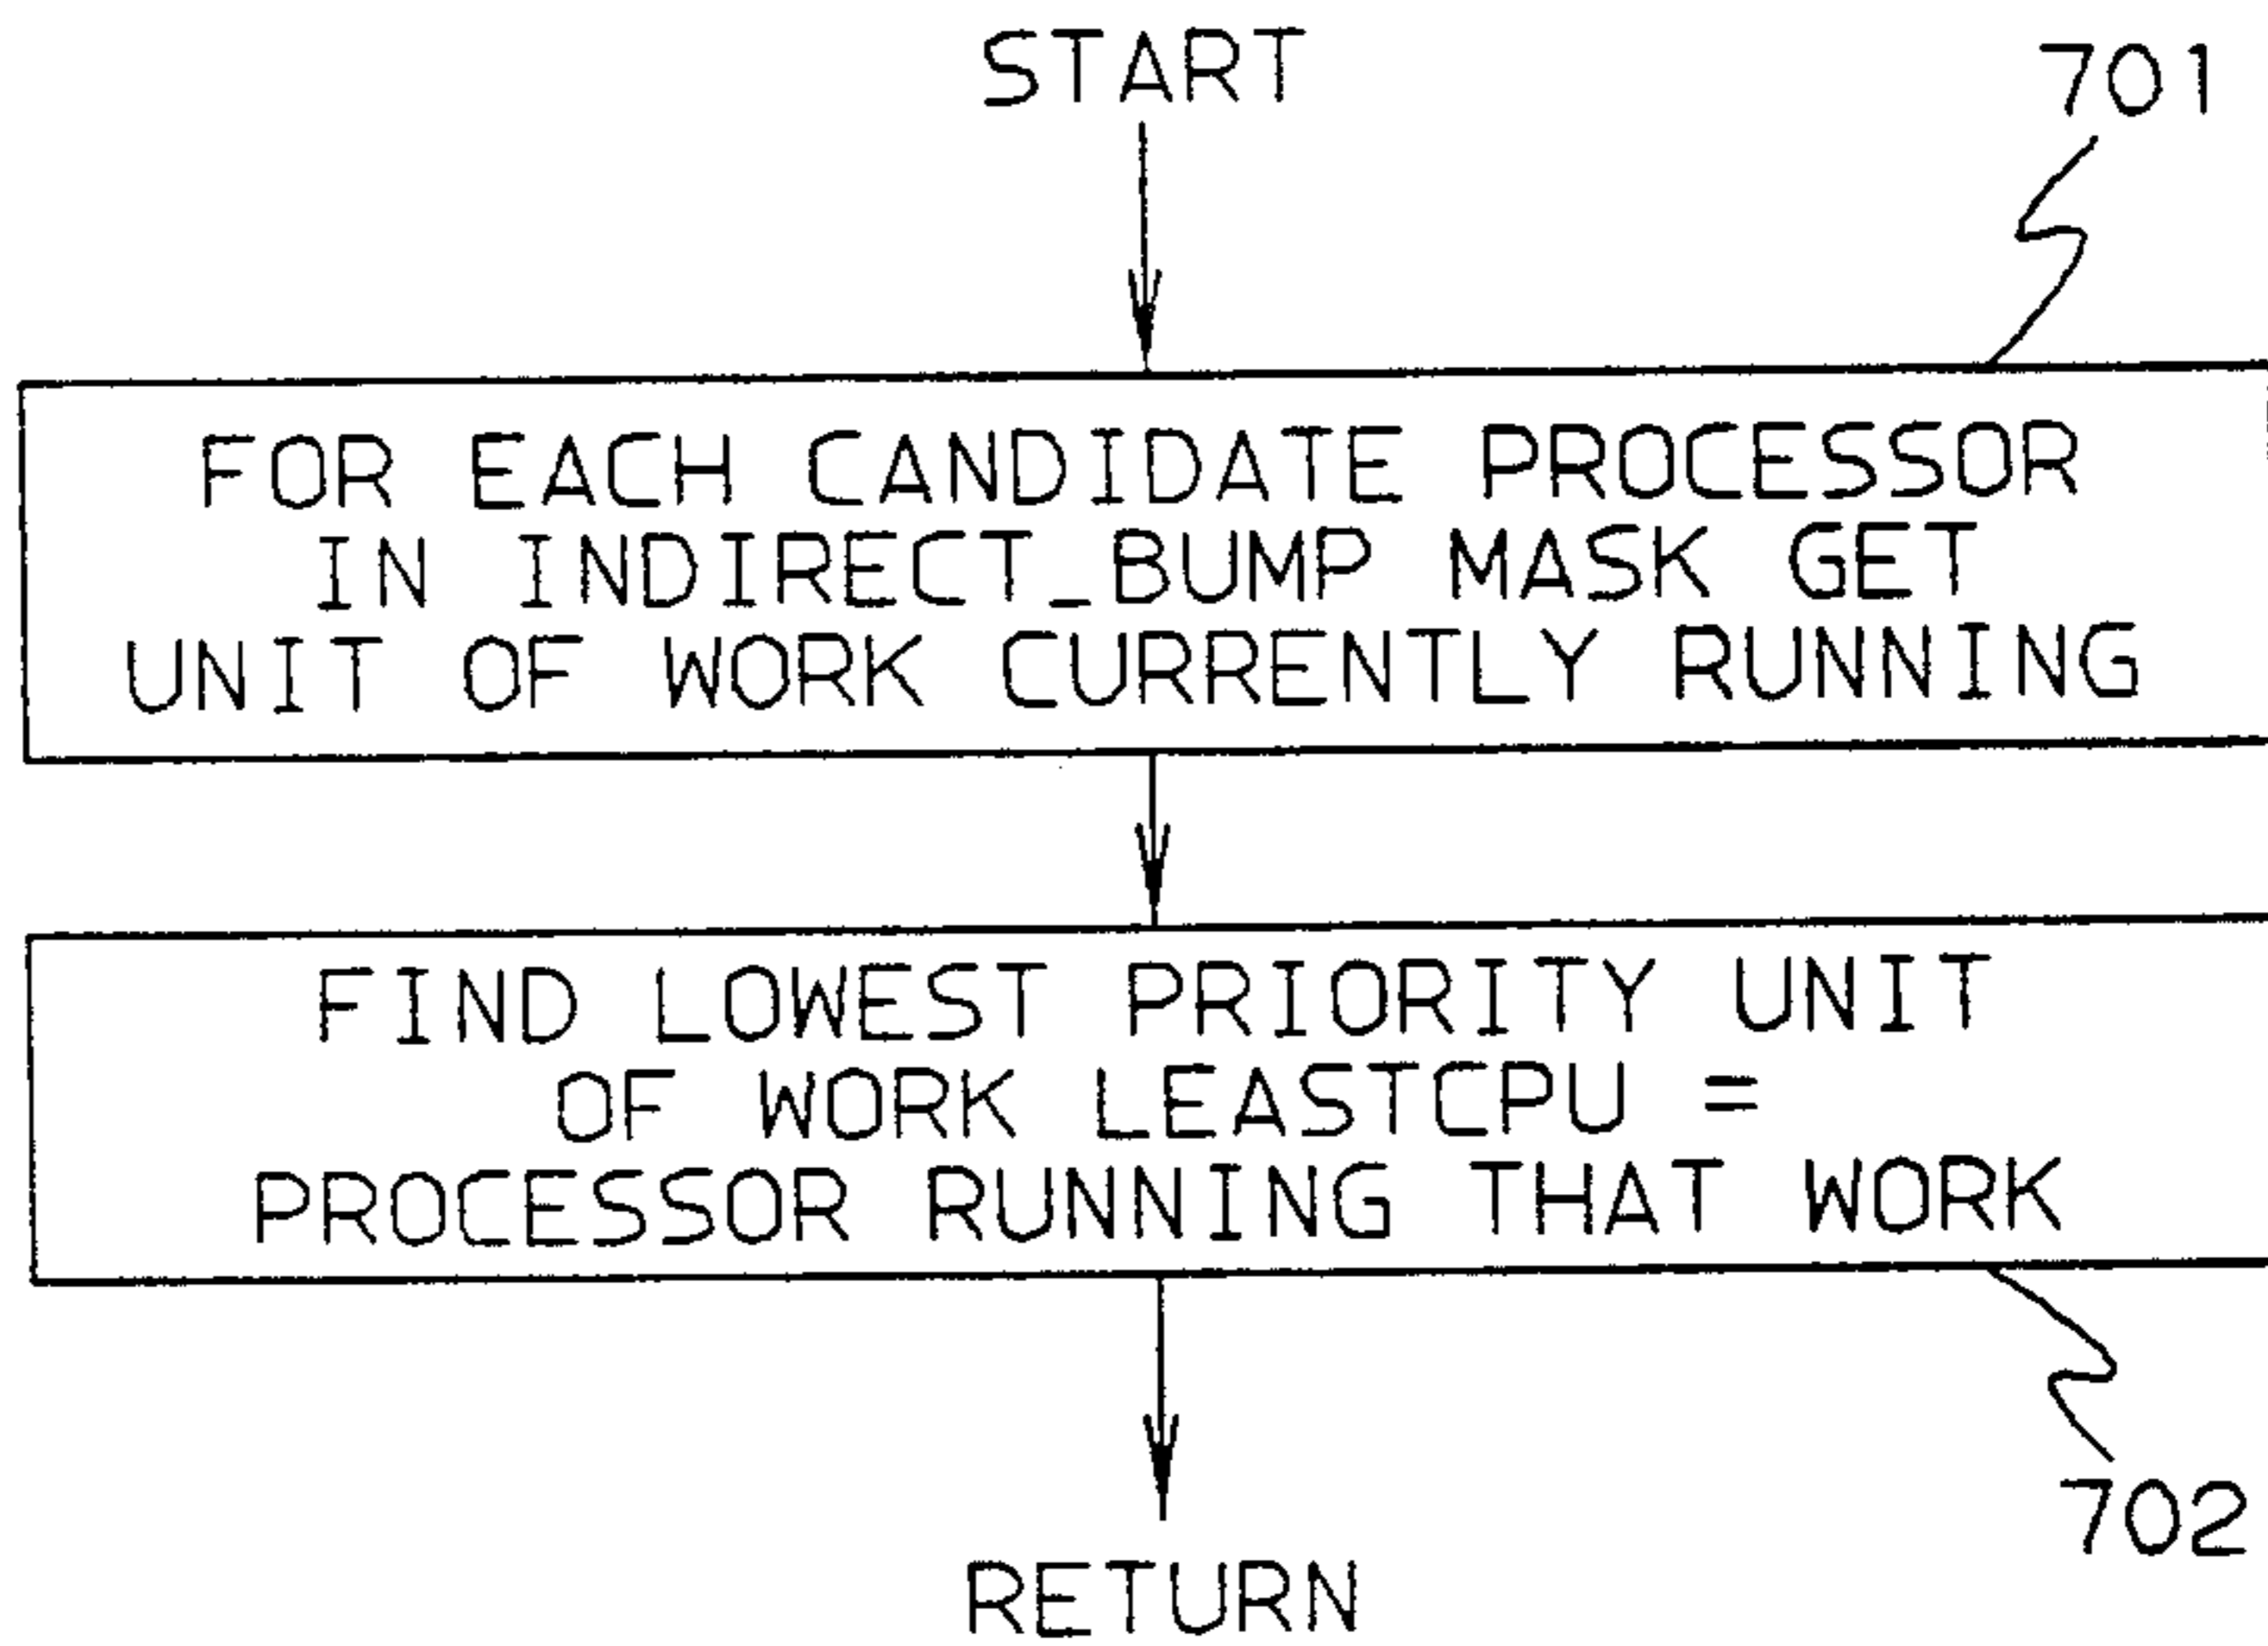 START
701
FOR EACH CANDIDATE PROCESSOR
IN INDIRECT_BUMP MASK GET
UNIT OF WORK CURRENTLY RUNNING
FIND LOWEST PRIORITY UNIT
OF WORK LEASTCPU =
PROCESSOR RUNNING THAT WORK
702
RETURN